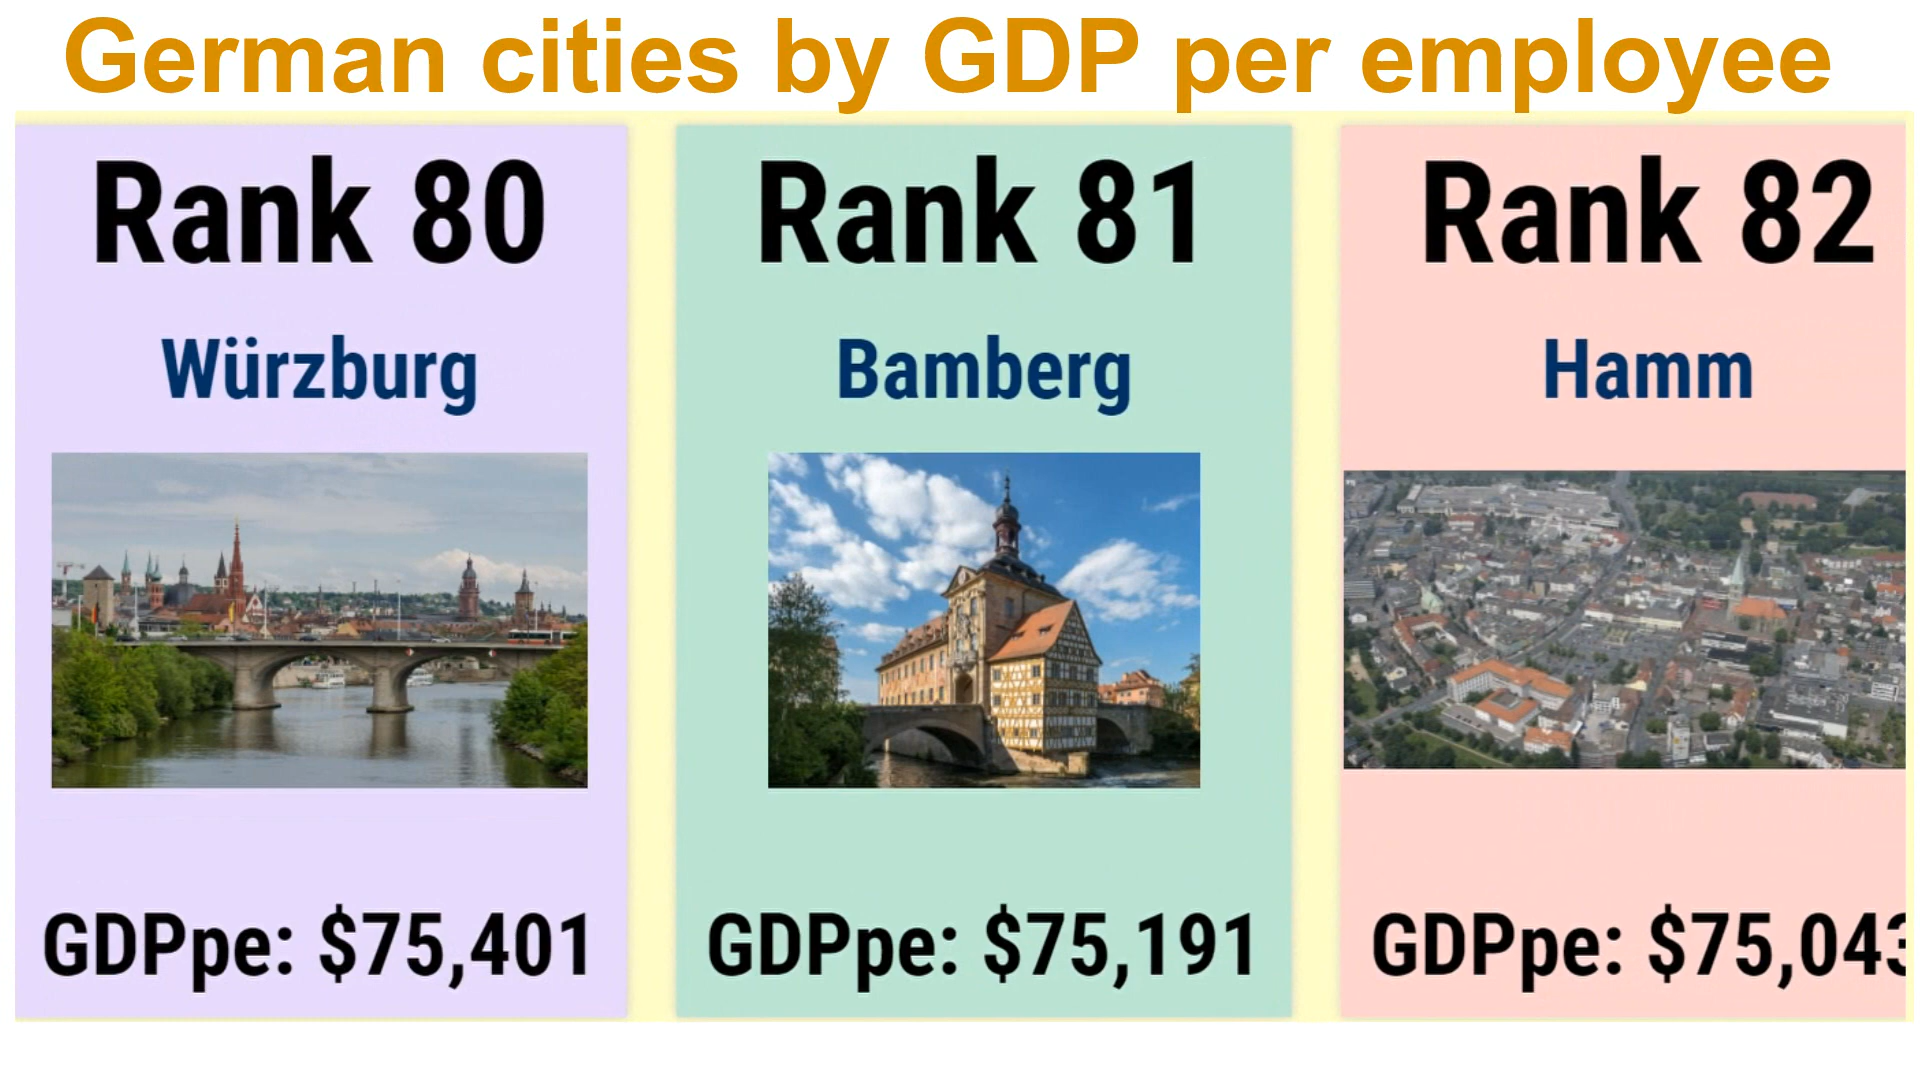 German cities by GDP per employee
Rank 80
Würzburg
GDPpe: $75,401
Rank 81
Bamberg
GDPpe: $75,191
Rank 82
Hamm
GDPpe: $75,043